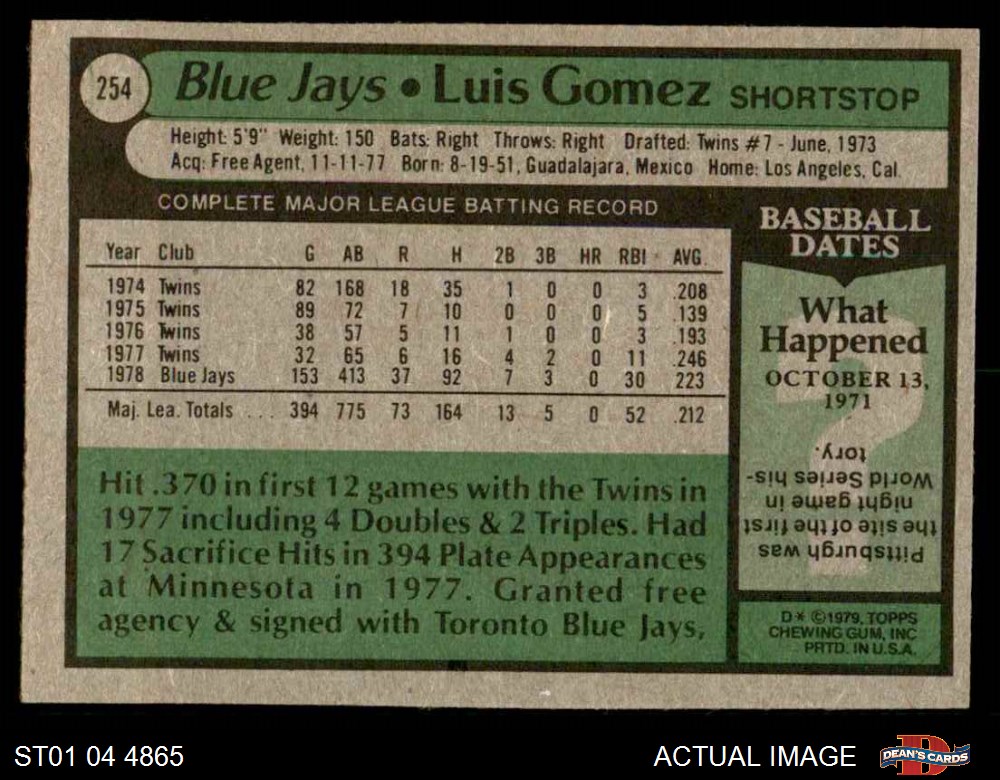 254 Blue Jays • Luis Gomez SHORTSTOP
Height: 5'9" Weight: 150 Bats: Right Throws: Right Drafted: Twins #7 - June, 1973
Acq: Free Agent, 11-11-77 Born: 8-19-51, Guadalajara, Mexico Home: Los Angeles, Cal.
COMPLETE MAJOR LEAGUE BATTING RECORD
Year Club G AB R H 2B 3B HR RBI AVG.
1974 Twins 82 168 18 35 1 0 0 3 .208
1975 Twins 89 72 7 10 0 0 0 5 .139
1976 Twins 38 57 5 11 1 0 0 3 .193
1977 Twins 32 65 6 16 4 2 0 11 .246
1978 Blue Jays 153 413 37 92 7 3 0 30 223
Maj. Lea. Totals ... 394 775 73 164 13 5 0 52 .212
Hit .370 in first 12 games with the Twins in
1977 including 4 Doubles & 2 Triples. Had
17 Sacrifice Hits in 394 Plate Appearances
at Minnesota in 1977. Granted free
agency & signed with Toronto Blue Jays,
BASEBALL
DATES
What
Happened
OCTOBER 13,
1971
?
Pittsburgh was
the site of the first
night game in
World Series his-
tory.
D* ©1979, TOPPS
CHEWING GUM, INC
PRTD. IN U.S.A.
ST01 04 4865
ACTUAL IMAGE
D
DEAN'S CARDS